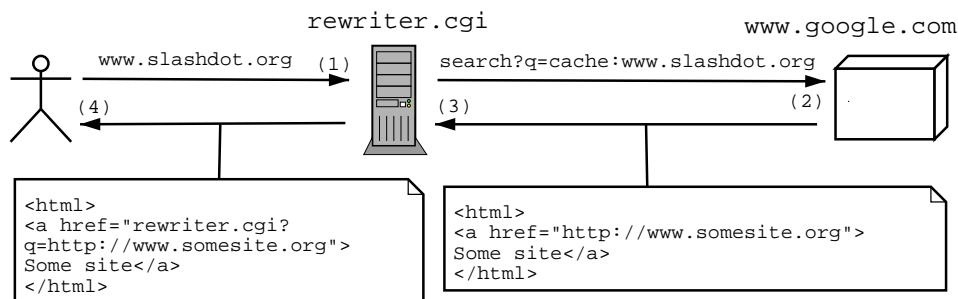 rewriter.cgi
www.google.com
www.slashdot.org (1)
search?q=cache:www.slashdot.org
(4)
(3)
(2)
<html>
<a href="rewriter.cgi?
q=http://www.somesite.org">
Some site</a>
</html>
<html>
<a href="http://www.somesite.org">
Some site</a>
</html>